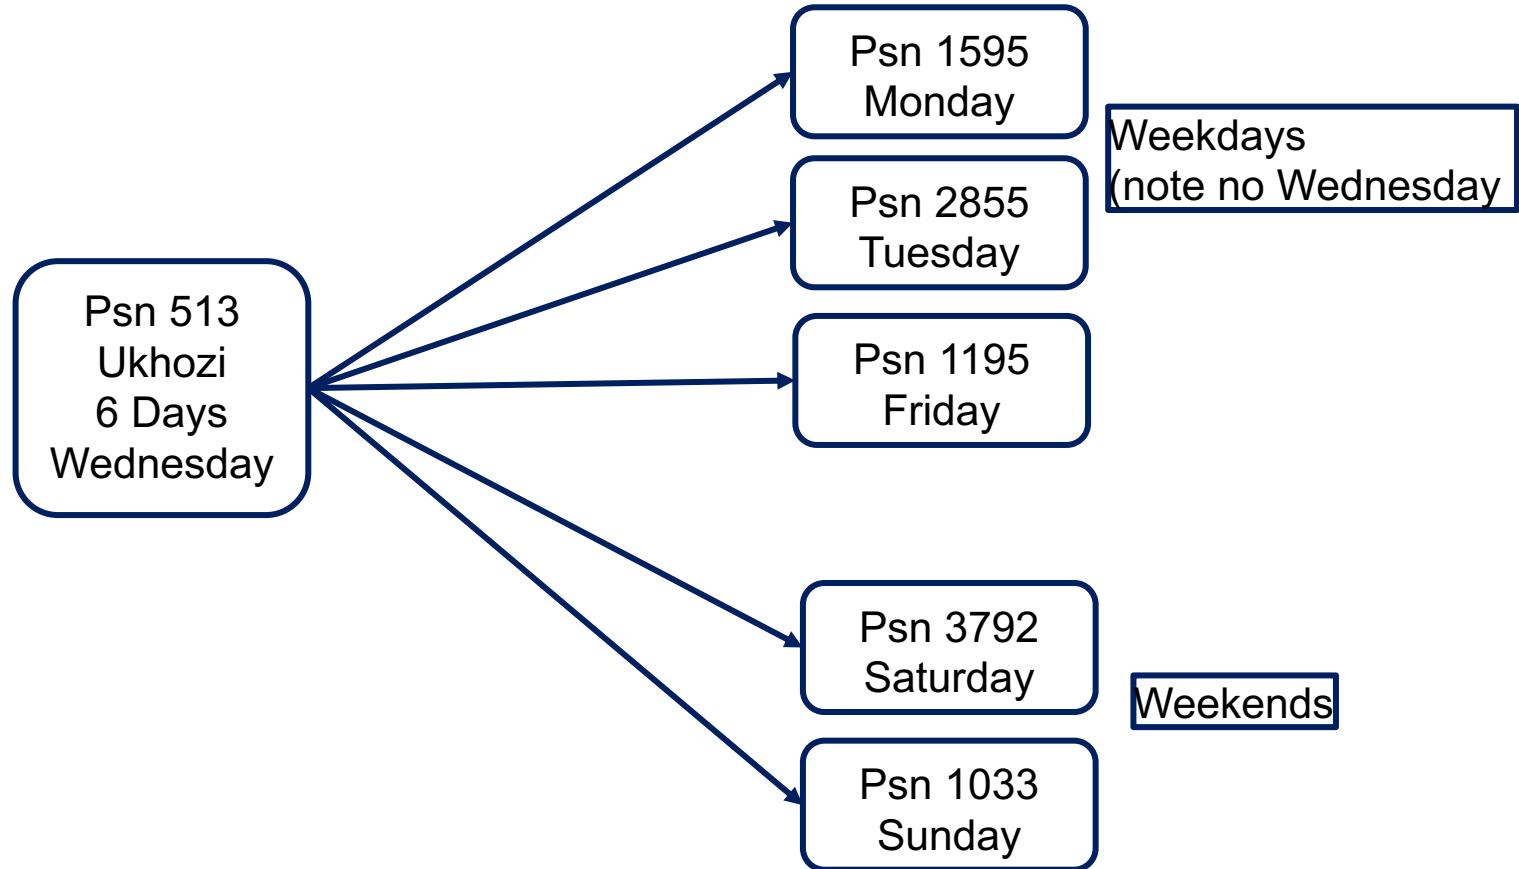 Psn 513
Ukhozi
6 Days
Wednesday
Psn 1595
Monday
Psn 2855
Tuesday
Psn 1195
Friday
Weekdays
(note no Wednesday
Psn 3792
Saturday
Psn 1033
Sunday
Weekends